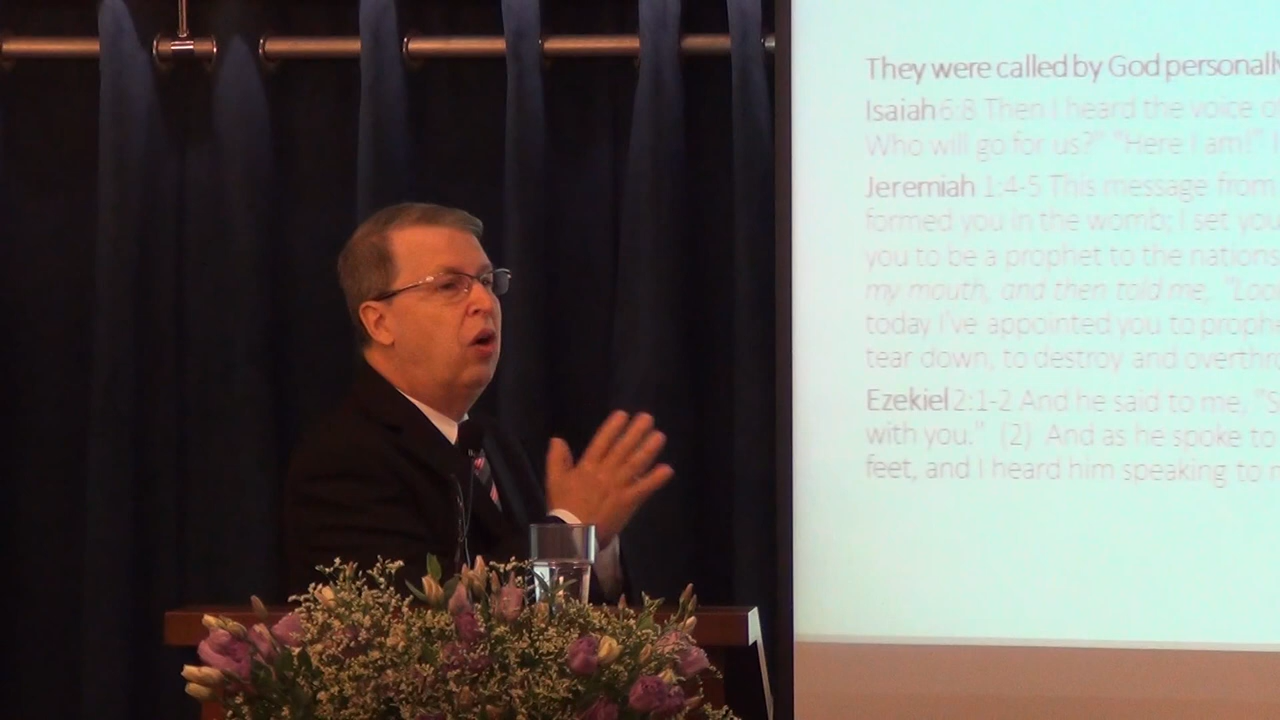 They were called by God personally
Isaiah 6:8 Then I heard the voice
Who will go for us?" "Here I am!"
Jeremiah 1:4-5 This message from
formed you in the womb; I set you
you to be a prophet to the nations
my mouth, and then told me, "Loo
today I've appointed you to proph
tear down, to destroy and overthr
Ezekiel 2:1-2 And he said to me, "S
with you." (2) And as he spoke to
feet, and I heard him speaking to